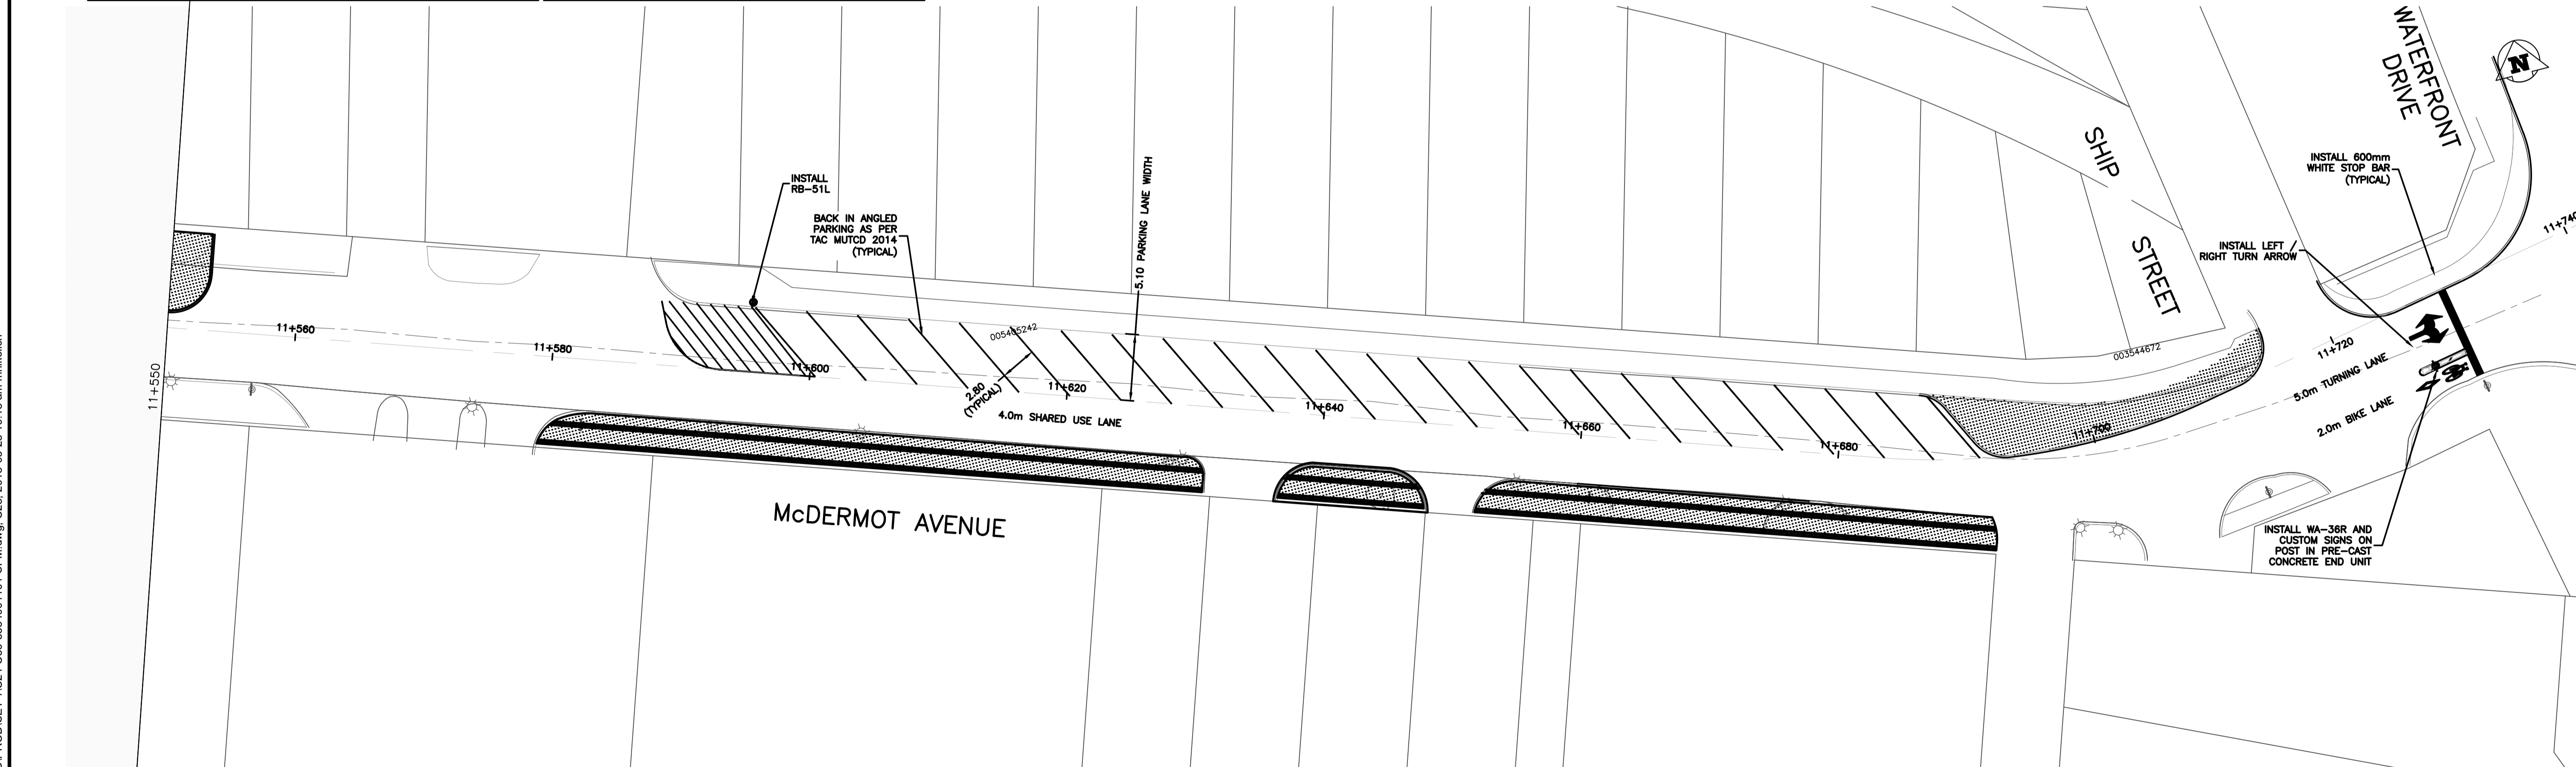 WATERFRONT
DRIVE
N
SHIP
STREET
INSTALL 600mm
WHITE STOP BAR
(TYPICAL)
INSTALL LEFT /
RIGHT TURN ARROW
11+740
INSTALL
RB-51L
BACK IN ANGLED
PARKING AS PER
TAC MUTCD 2014
(TYPICAL)
5.10 PARKING LANE WIDTH
11+550
11+560
11+580
11+600
11+620
11+640
11+660
11+680
11+700
11+720
005405242
003544672
2.80
(TYPICAL)
4.0m SHARED USE LANE
5.0m TURNING LANE
2.0m BIKE LANE
McDERMOT AVENUE
INSTALL WA-36R AND
CUSTOM SIGNS ON
POST IN PRE-CAST
CONCRETE END UNIT